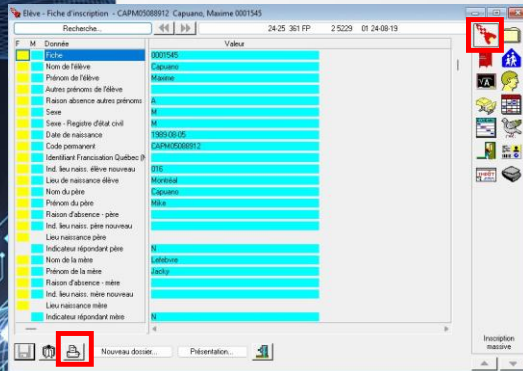 Elève - Fiche d'inscription - CAPM05088912 Capuano, Maxime 0001545
Recherche... 24-25 361 FP 2 5229 01 24-08-19
F M Donnée Valeur
Fiche 0001545
Nom de l'élève Capuano
Prénom de l'élève Maxime
Autres prénoms de l'élève
Raison absence autres prénoms A
Sexe M
Sexe - Registre d'état civil M
Date de naissance 1989-08-05
Code permanent CAPM05088912
Identifiant Francisation Québec (N
Ind. lieu naiss. élève nouveau 016
Lieu de naissance élève Montréal
Nom du père Capuano
Prénom du père Mike
Raison d'absence - père
Ind. lieu naiss. père nouveau
Lieu naissance père
Indicateur répondant père N
Nom de la mère Lefebvre
Prénom de la mère Jacky
Raison d'absence - mère
Ind. lieu naiss. mère nouveau
Lieu naissance mère
Indicateur répondant mère N
Nouveau dossier... Présentation...
Inscription
massive